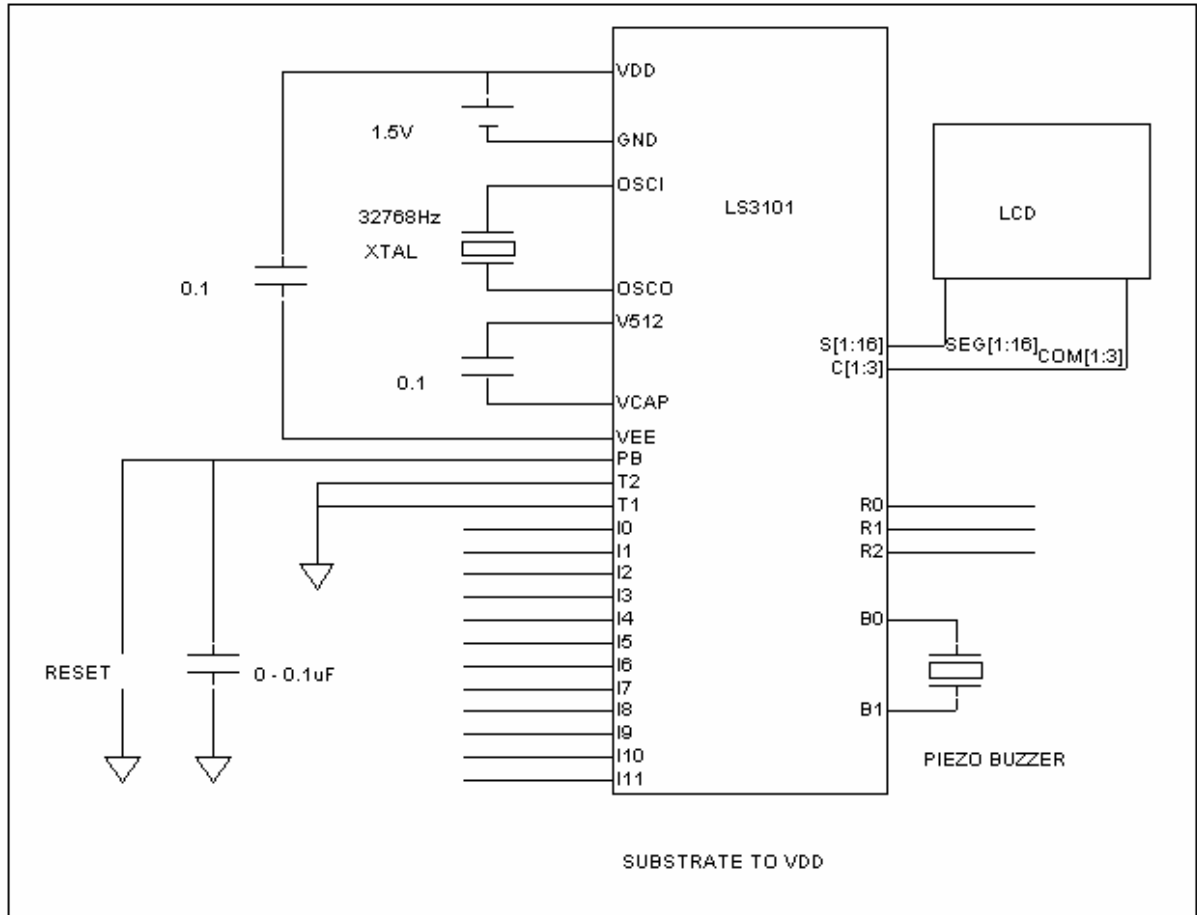 VDD
1.5V
GND
OSCI
LS3101
LCD
32768Hz
XTAL
0.1
OSCO
V512
S[1:16]
SEG[1:16]
C[1:3]
COM[1:3]
0.1
VCAP
VEE
PB
T2
T1
R0
I0
R1
I1
R2
I2
I3
I4
B0
I5
I6
RESET
0 - 0.1uF
I7
I8
B1
I9
I10
PIEZO BUZZER
I11
SUBSTRATE TO VDD